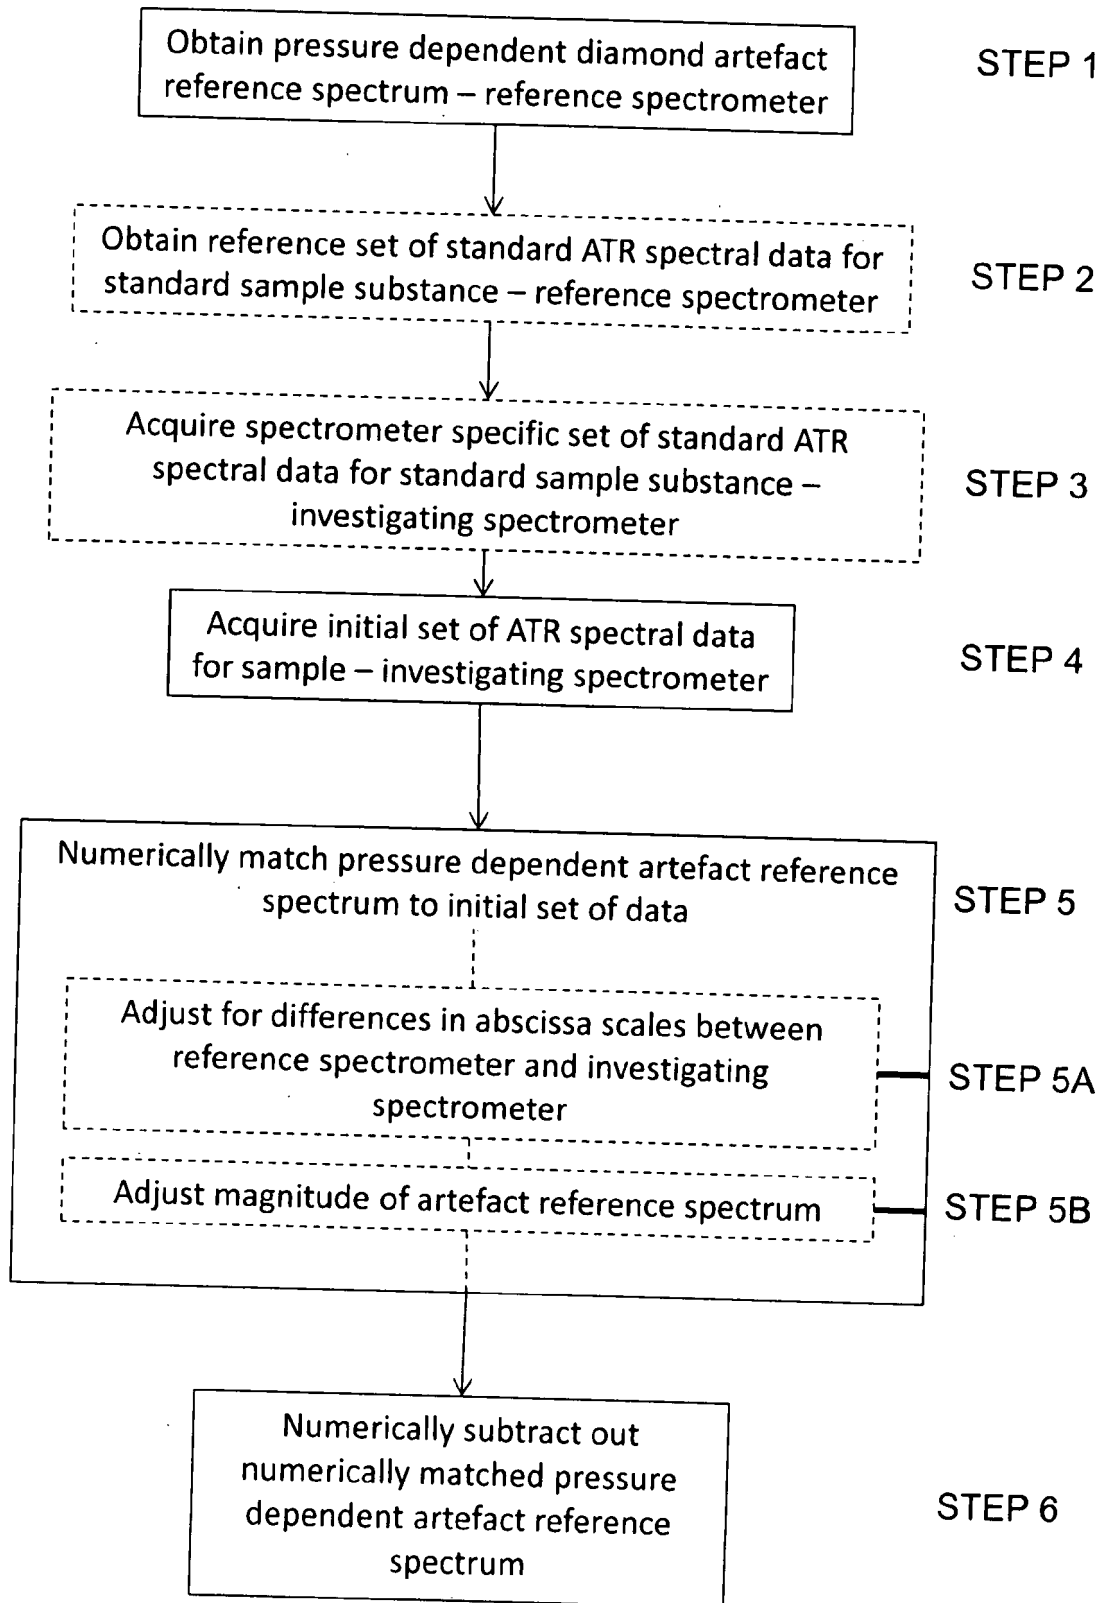 Obtain pressure dependent diamond artefact
reference spectrum – reference spectrometer
STEP 1
Obtain reference set of standard ATR spectral data for
standard sample substance – reference spectrometer
STEP 2
Acquire spectrometer specific set of standard ATR
spectral data for standard sample substance –
investigating spectrometer
STEP 3
Acquire initial set of ATR spectral data
for sample – investigating spectrometer
STEP 4
Numerically match pressure dependent artefact reference
spectrum to initial set of data
STEP 5
Adjust for differences in abscissa scales between
reference spectrometer and investigating
spectrometer
STEP 5A
Adjust magnitude of artefact reference spectrum
STEP 5B
Numerically subtract out
numerically matched pressure
dependent artefact reference
spectrum
STEP 6